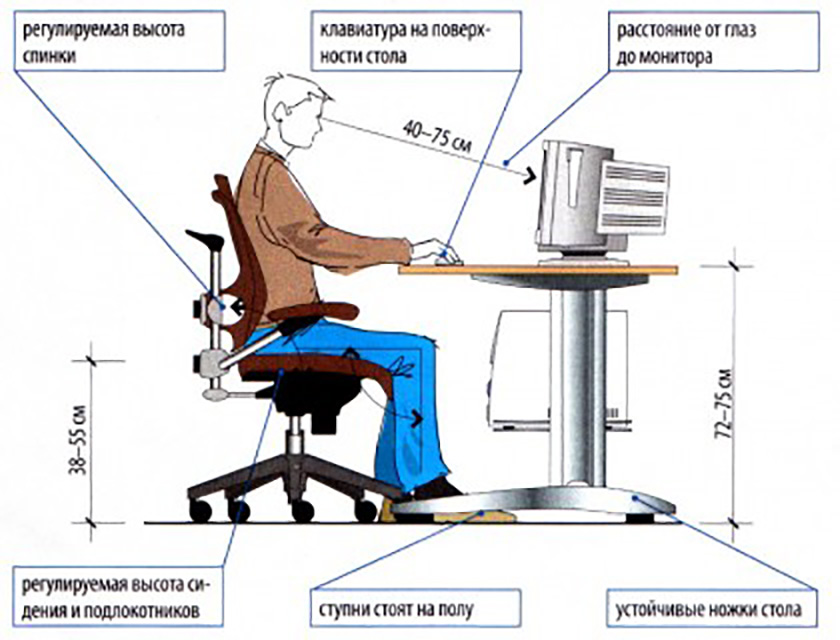 регулируемая высота
спинки
клавиатура на поверх-
ности стола
расстояние от глаз
до монитора
40–75 см
38–55 см
72–75 см
регулируемая высота си-
дения и подлокотников
ступни стоят на полу
устойчивые ножки стола